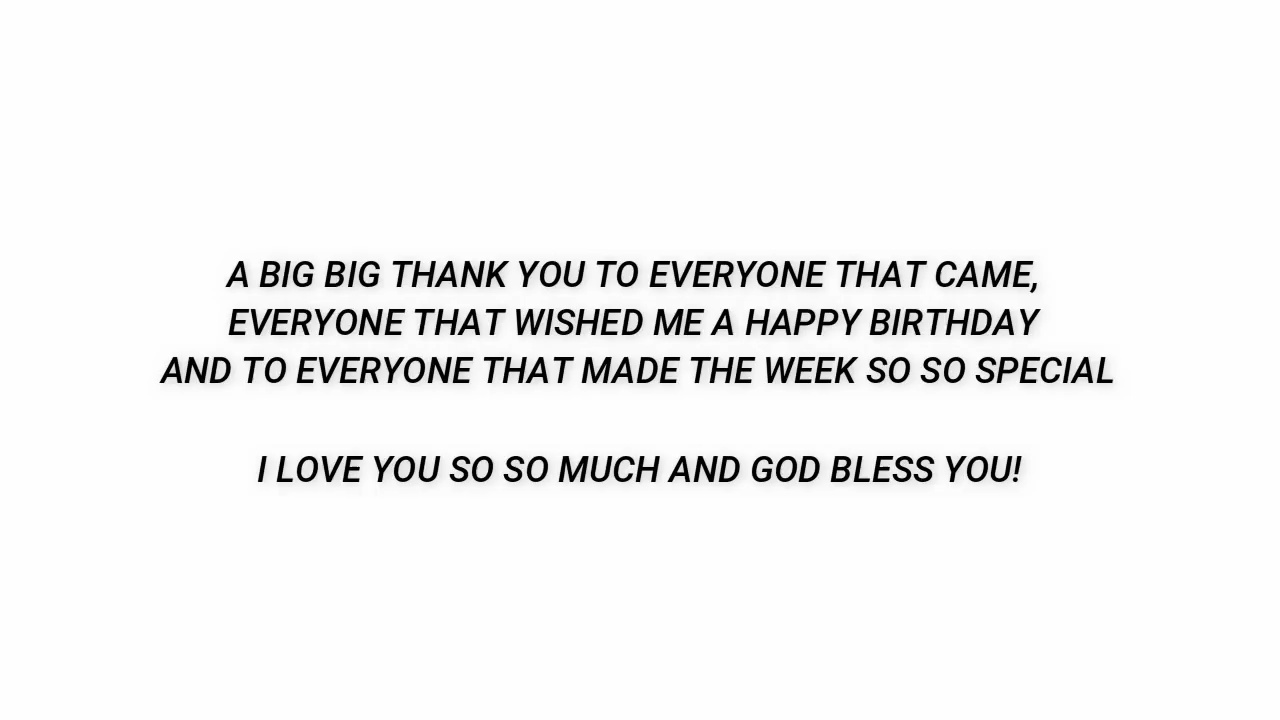 A BIG BIG THANK YOU TO EVERYONE THAT CAME,
EVERYONE THAT WISHED ME A HAPPY BIRTHDAY
AND TO EVERYONE THAT MADE THE WEEK SO SO SPECIAL
I LOVE YOU SO SO MUCH AND GOD BLESS YOU!